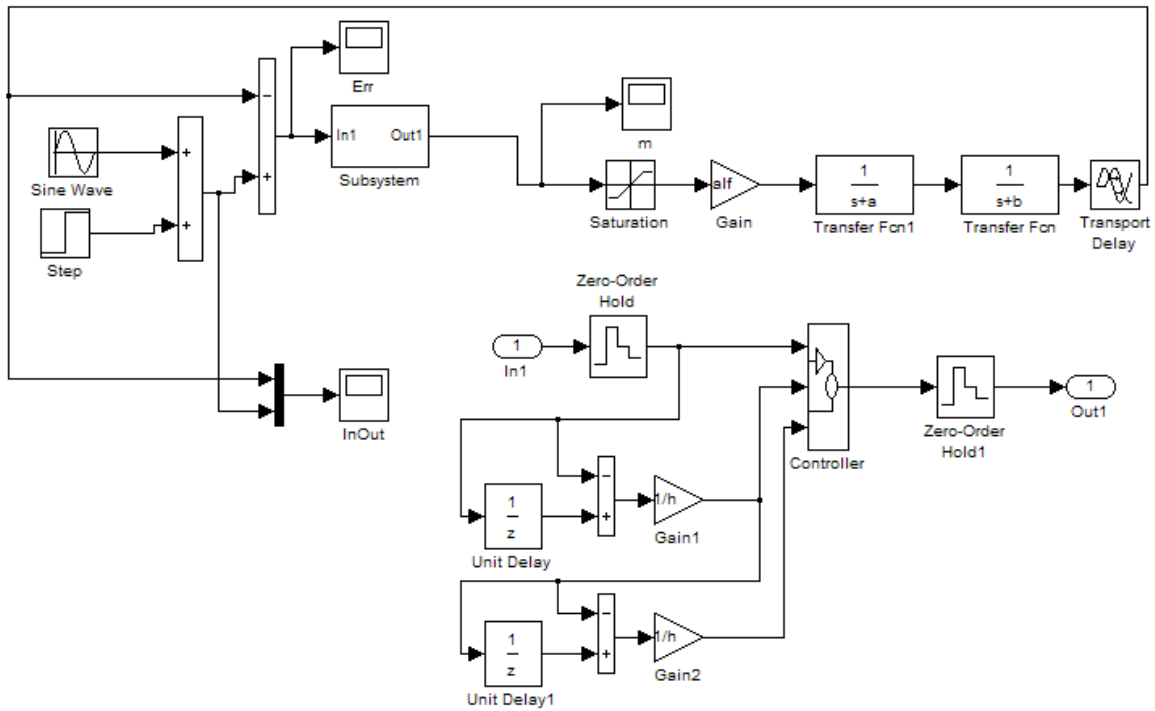 Err
−
Sine Wave
+
Step
+
+
In1 Out1
Subsystem
m
Saturation
alf
Gain
1
s+a
Transfer Fcn1
1
s+b
Transfer Fcn
Transport
Delay
InOut
1
In1
Zero-Order
Hold
Controller
Zero-Order
Hold1
1
Out1
1
z
Unit Delay
−
+
1/h
Gain1
1
z
Unit Delay1
−
+
1/h
Gain2